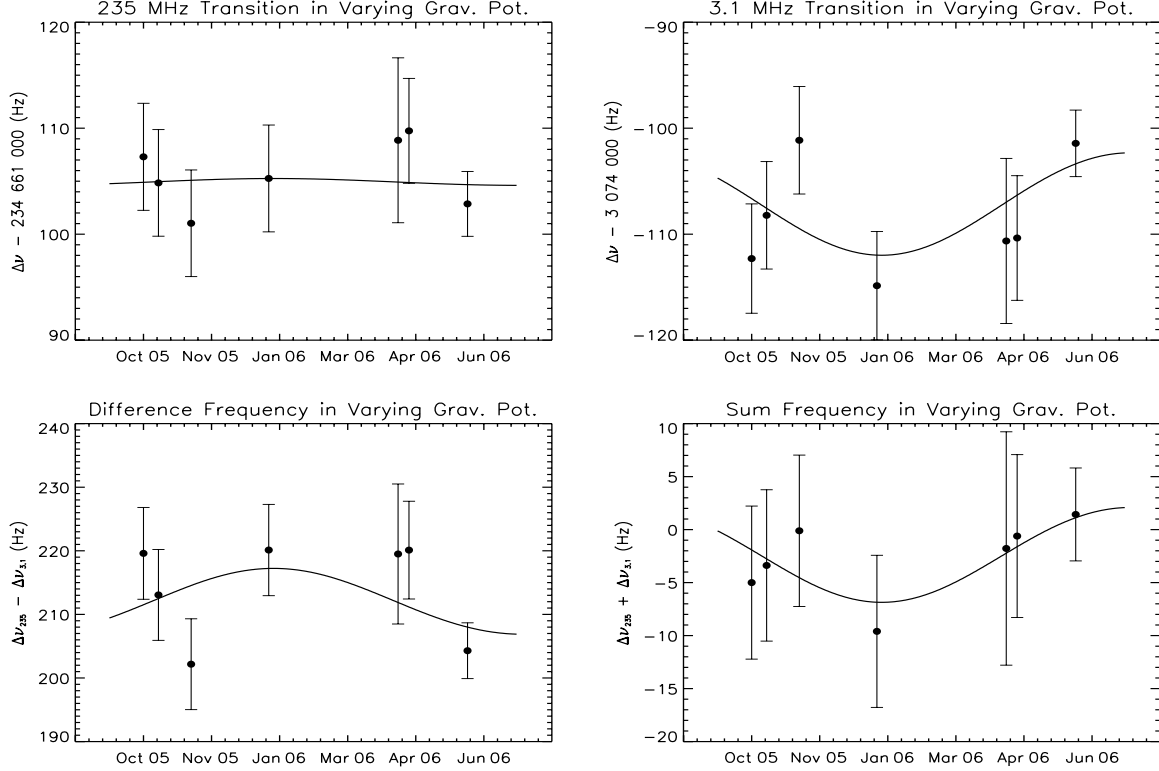 235 MHz Transition in Varying Grav. Pot.
Δν − 234 661 000 (Hz)
120
110
100
90
Oct 05 Nov 05 Jan 06 Mar 06 Apr 06 Jun 06
3.1 MHz Transition in Varying Grav. Pot.
Δν − 3 074 000 (Hz)
−90
−100
−110
−120
Oct 05 Nov 05 Jan 06 Mar 06 Apr 06 Jun 06
Difference Frequency in Varying Grav. Pot.
Δν₂₃₅ − Δν₃.₁ (Hz)
240
230
220
210
200
190
Oct 05 Nov 05 Jan 06 Mar 06 Apr 06 Jun 06
Sum Frequency in Varying Grav. Pot.
Δν₂₃₅ + Δν₃.₁ (Hz)
10
5
0
−5
−10
−15
−20
Oct 05 Nov 05 Jan 06 Mar 06 Apr 06 Jun 06